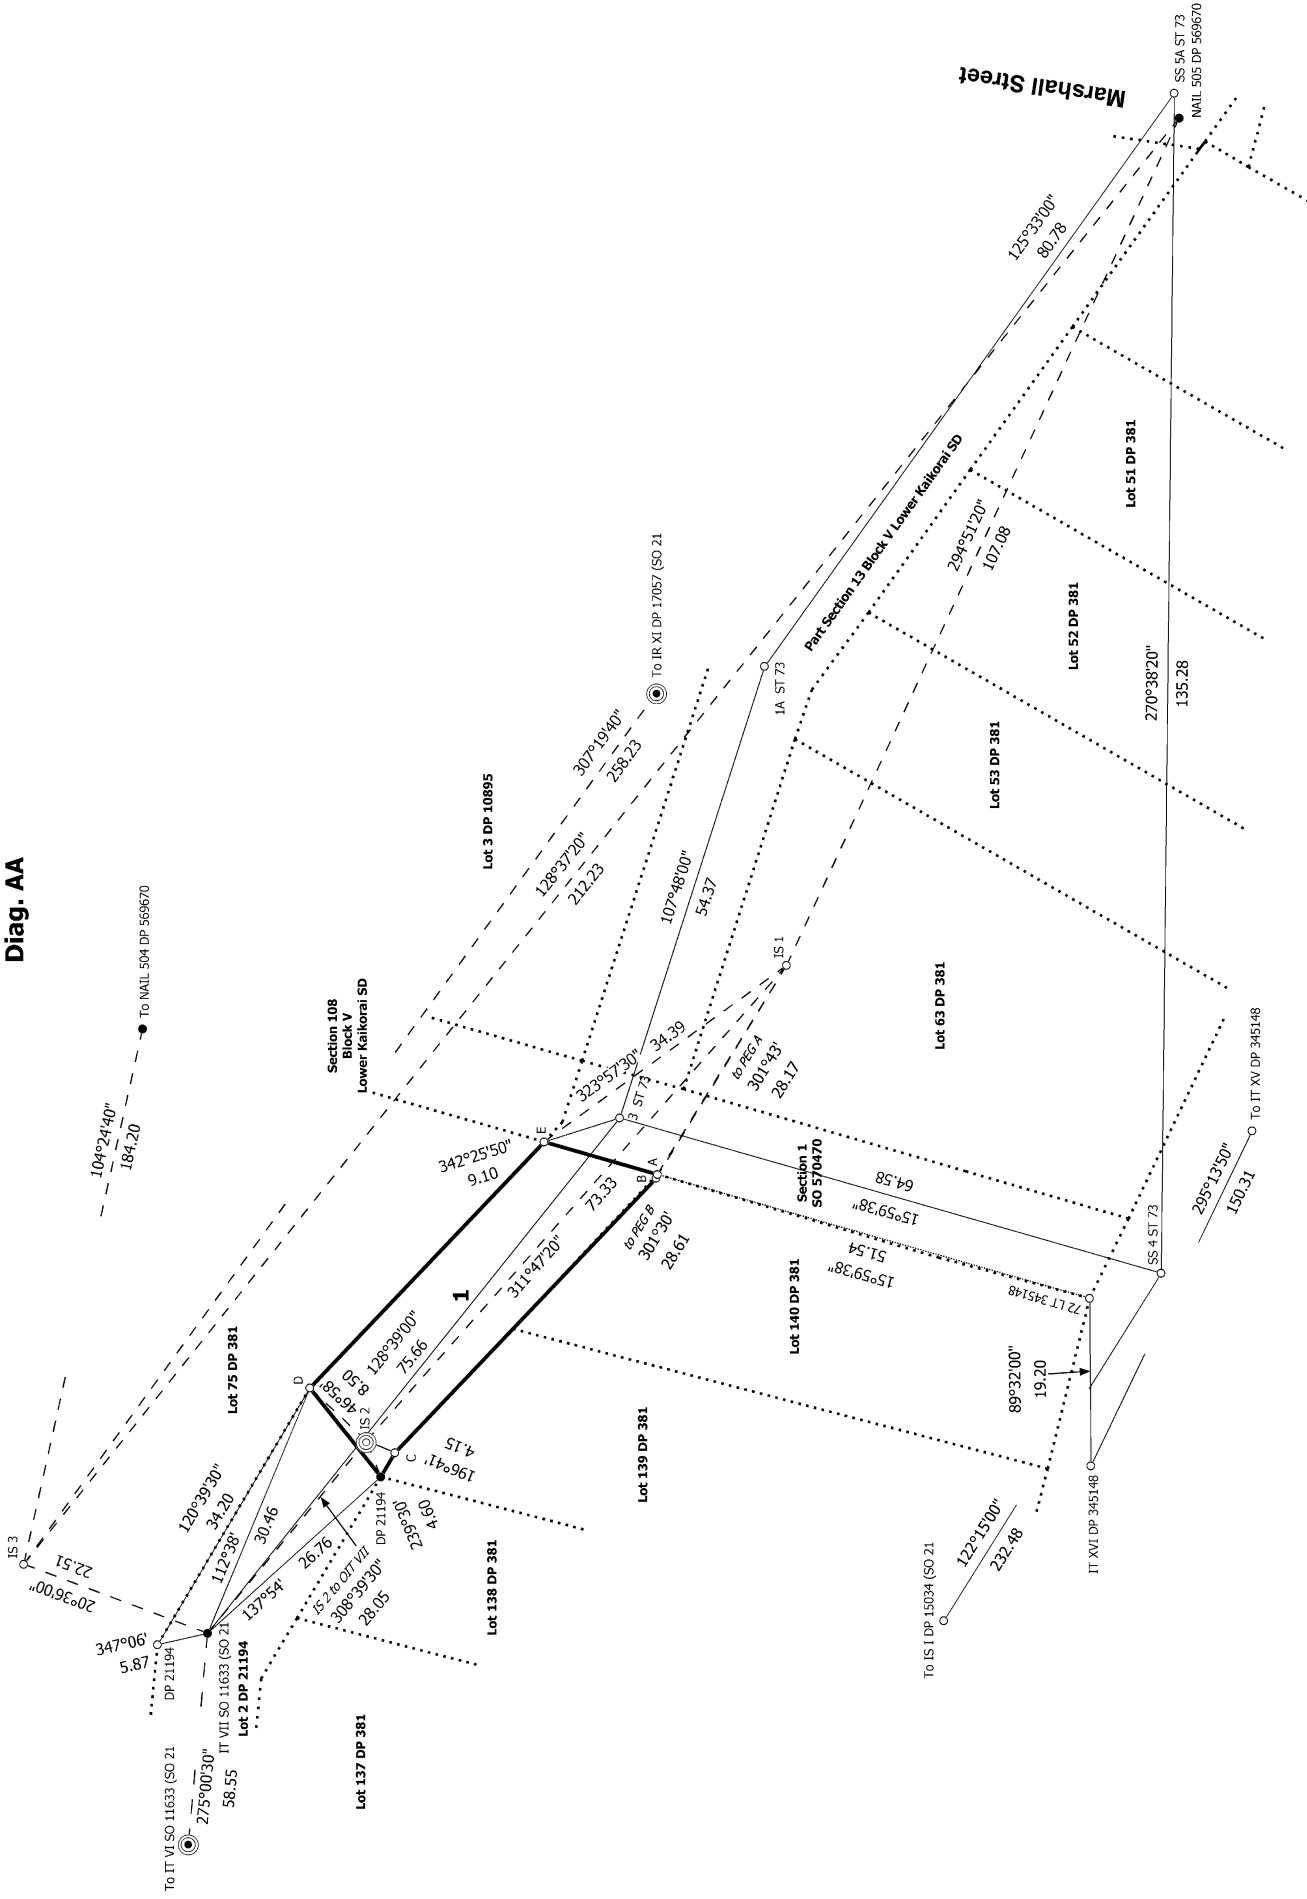 Diag. AA
Marshall Street
SS 5A ST 73
NAIL 505 DP 569670
125°33'00"
80.78
To IR XI DP 17057 (SO 21
307°19'40"
258.23
128°37'20"
212.23
Lot 3 DP 10895
To NAIL 504 DP 569670
104°24'40"
184.20
Section 108
Block V
Lower Kaikorai SD
Part Section 13 Block V Lower Kaikorai SD
1A ST 73
107°48'00"
54.37
294°51'20"
107.08
Lot 51 DP 381
Lot 52 DP 381
Lot 53 DP 381
Lot 63 DP 381
270°38'20"
135.28
IS 1
323°57'30"
34.39
to PEG A
301°43'
28.17
3 ST 73
E
A
B
342°25'50"
9.10
73.33
311°47'20"
to PEG B
301°30'
28.61
Section 1
SO 570470
64.58
15°59'38"
51.54
15°59'38"
Lot 140 DP 381
72 LT 345148
SS 4 ST 73
To IT XV DP 345148
295°13'50"
150.31
1
128°39'00"
75.66
8.50
46°58'
D
IS 2
C
Lot 75 DP 381
196°41'
4.15
Lot 139 DP 381
89°32'00"
19.20
IT XVI DP 345148
122°15'00"
232.48
To IS I DP 15034 (SO 21
DP 21194
239°30'
4.60
Lot 138 DP 381
120°39'30"
34.20
112°38'
30.46
137°54'
26.76
IS 2 to OIT VII
308°39'30"
28.05
IS 3
22.51
20°36'00"
347°06'
5.87
DP 21194
IT VII SO 11633 (SO 21
Lot 2 DP 21194
Lot 137 DP 381
To IT VI SO 11633 (SO 21
275°00'30"
58.55